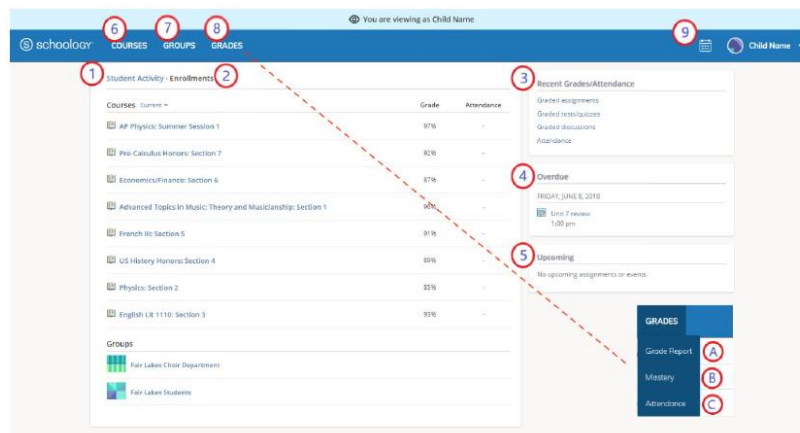 You are viewing as Child Name
6 7 8 9
schoology COURSES GROUPS GRADES Child Name
1 Student Activity · Enrollments 2
Courses Current Grade Attendance
AP Physics: Summer Session 1 97% -
Pre-Calculus Honors: Section 7 92% -
Economics/Finance: Section 6 87% -
Advanced Topics in Music: Theory and Musicianship: Section 1 -
French III: Section 5 91% -
US History Honors: Section 4 89% -
Physics: Section 2 85% -
English Lit 1110: Section 3 93% -
Groups
Fair Lakes Choir Department
Fair Lakes Students
3 Recent Grades/Attendance
Graded assignments
Graded tests/quizzes
Graded discussions
Attendance
4 Overdue
FRIDAY, JUNE 8, 2018
Unit 7 review
1:00 pm
5 Upcoming
No upcoming assignments or events
GRADES
Grade Report A
Mastery B
Attendance C